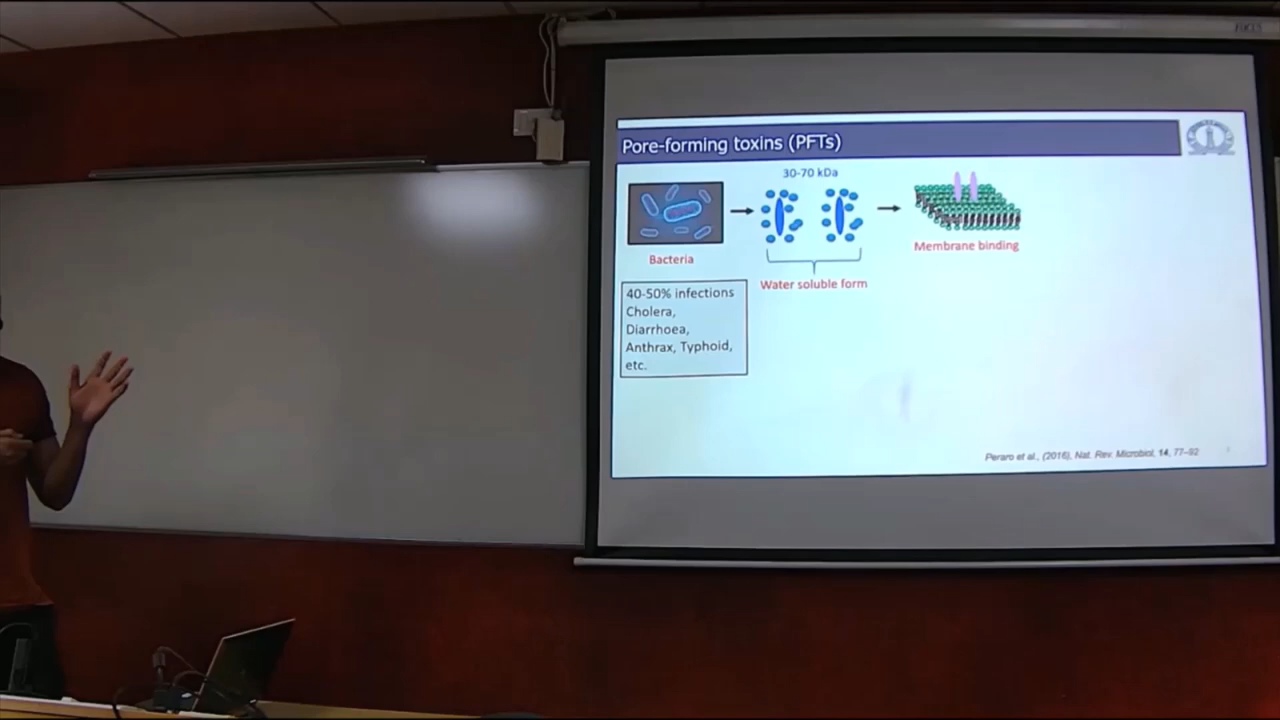 Pore-forming toxins (PFTs)
30-70 kDa
Bacteria
Water soluble form
Membrane binding
40-50% infections
Cholera,
Diarrhoea,
Anthrax, Typhoid,
etc.
Peraro et al., (2016), Nat. Rev. Microbiol, 14, 77–92